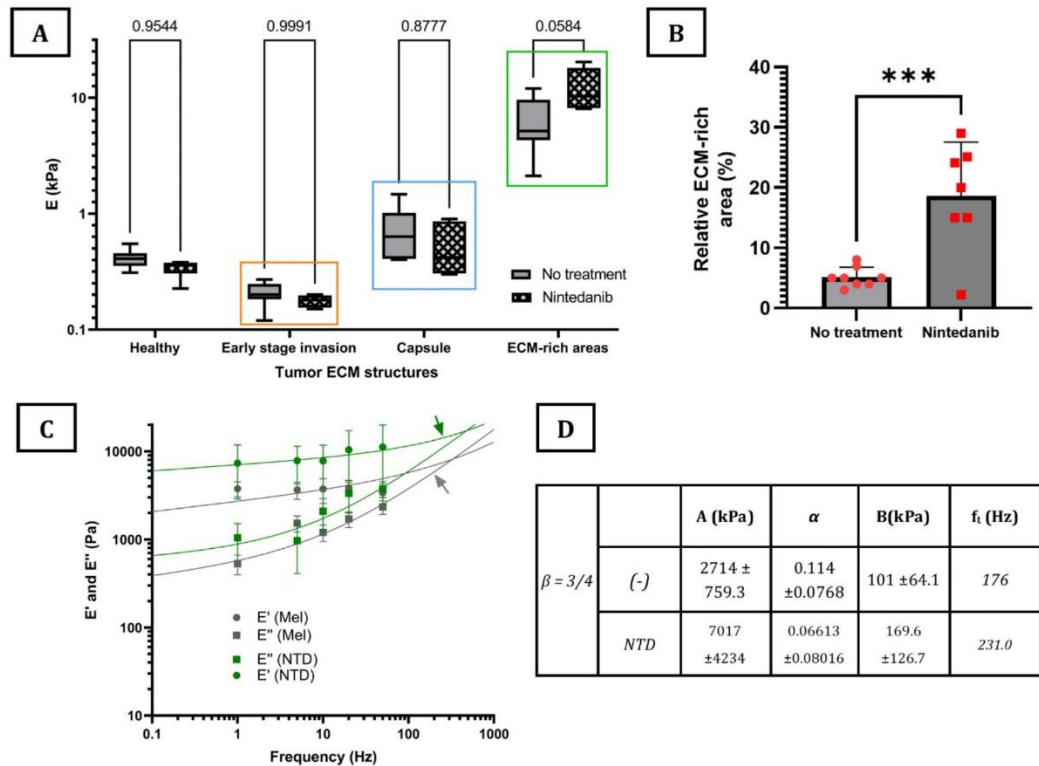 A
0.9544
0.9991
0.8777
0.0584
10
1
0.1
E (kPa)
No treatment
Nintedanib
Healthy
Early stage invasion
Capsule
ECM-rich areas
Tumor ECM structures
B
***
40
30
20
10
0
Relative ECM-rich
area (%)
No treatment
Nintedanib
C
10000
1000
100
10
E' and E'' (Pa)
E' (Mel)
E'' (Mel)
E'' (NTD)
E' (NTD)
0.1
1
10
100
1000
Frequency (Hz)
D
A (kPa) α B(kPa) fₜ (Hz)
β = 3/4
(-) 2714 ± 0.114 101 ±64.1 176
759.3 ±0.0768
NTD 7017 0.06613 169.6 231.0
±4234 ±0.08016 ±126.7